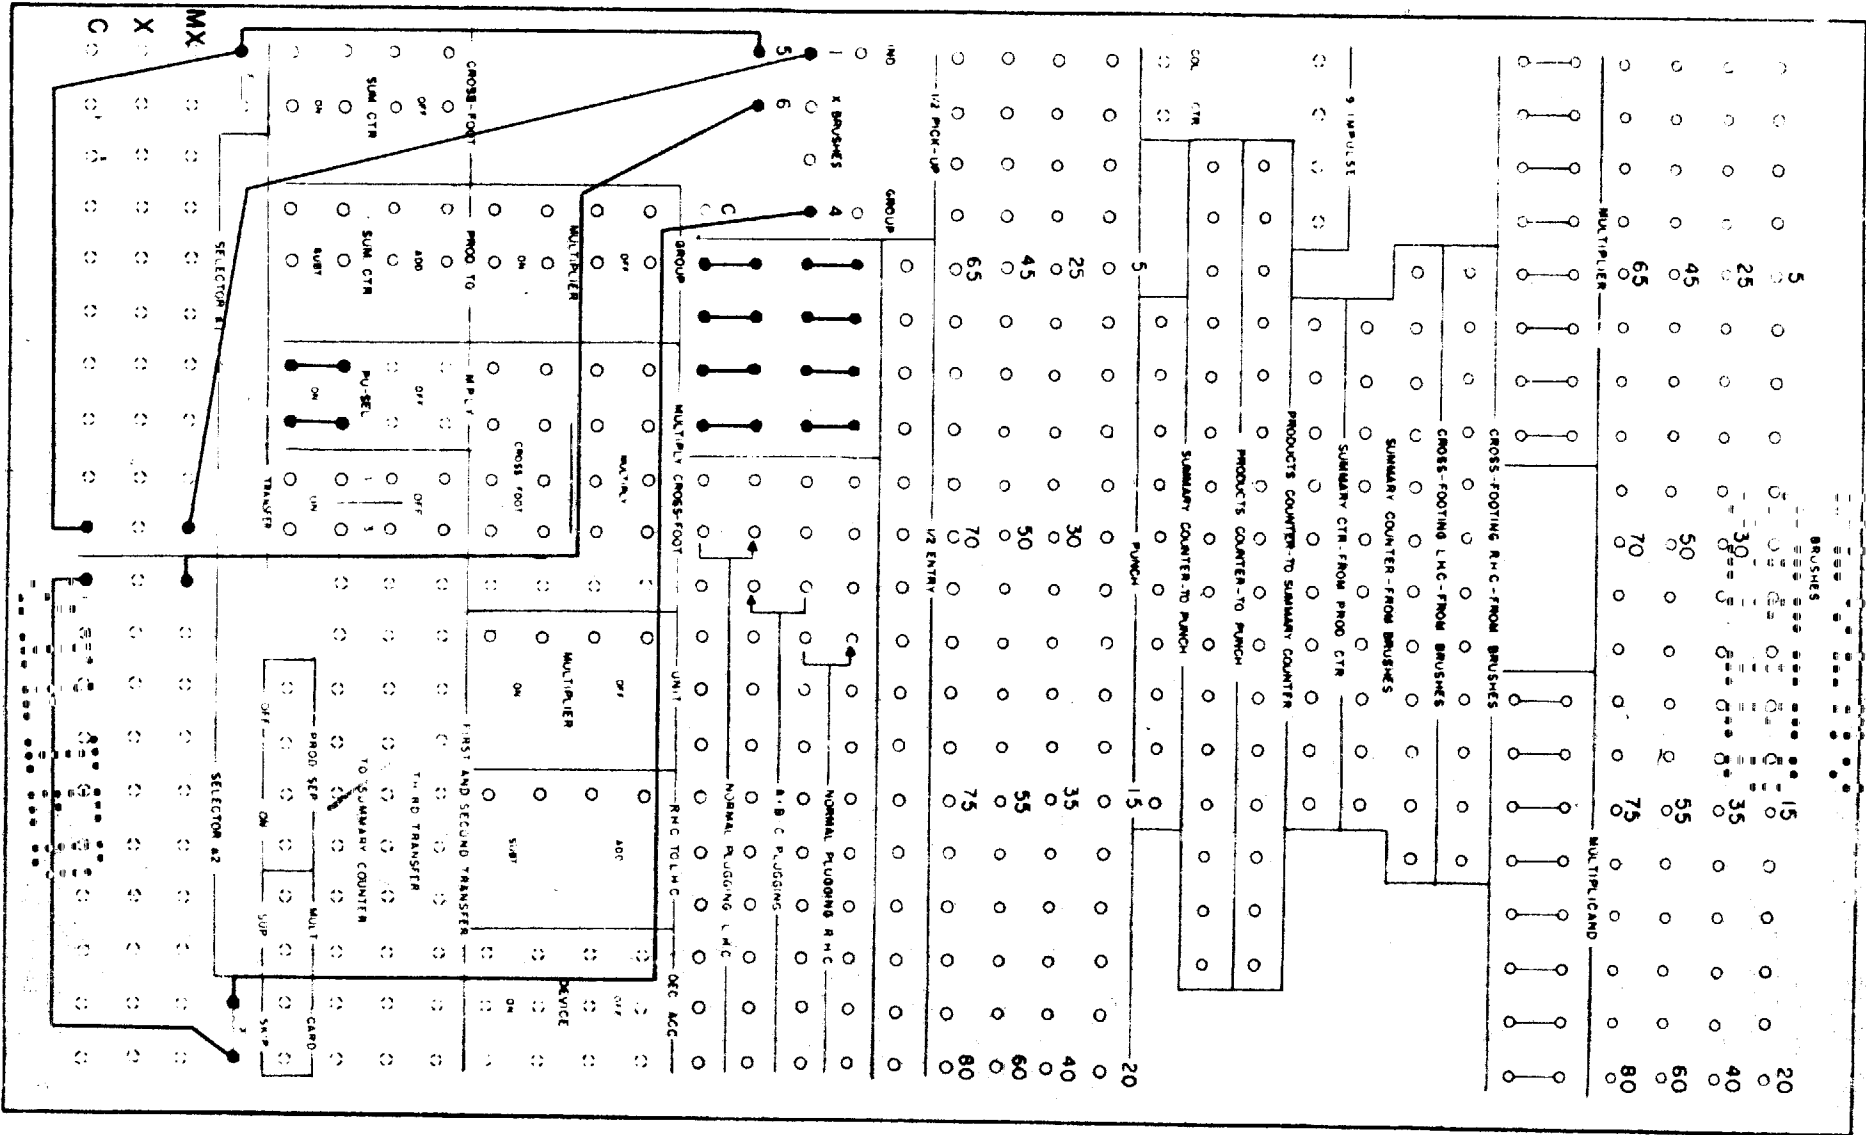 BRUSHES
5 15 20
25 30 35 40
45 50 55 60
65 70 75 80
MULTIPLIER MULTIPLICAND
CROSS-FOOTING R.H.C-FROM BRUSHES
CROSS-FOOTING L.H.C-FROM BRUSHES
SUMMARY COUNTER-FROM BRUSHES
9 IMPULSE SUMMARY CTR-FROM PROD CTR
PRODUCTS COUNTER-TO SUMMARY COUNTER
PRODUCTS COUNTER-TO PUNCH
COL CTR SUMMARY COUNTER-TO PUNCH
5 PUNCH 15 20
25 30 35 40
45 50 55 60
65 70 75 80
1/2 PICK-UP 1/2 ENTRY
IND GROUP
1 X BRUSHES 4 NORMAL PLUGGING R H C
5 6 A+B C PLUGGING
C NORMAL PLUGGING L H C
GROUP MULTIPLY CROSS-FOOT UNIT R H C TO L H C DEC ACC
OFF MULTIPLY OFF ADD OFF
MULTIPLIER MULTIPLIER DEVICE
ON CROSS FOOT ON SUBT ON
CROSS-FOOT PROD TO MPLY FIRST AND SECOND TRANSFER
OFF ADD OFF OFF THIRD TRANSFER
SUM CTR SUM CTR PU-SEL 1 3 TO SUMMARY COUNTER
ON SUBT ON ON PROD SEP MULT CARD
TRANSFER OFF ON SUP SKIP
1 2
SELECTOR #1 SELECTOR #2
MX
X
C